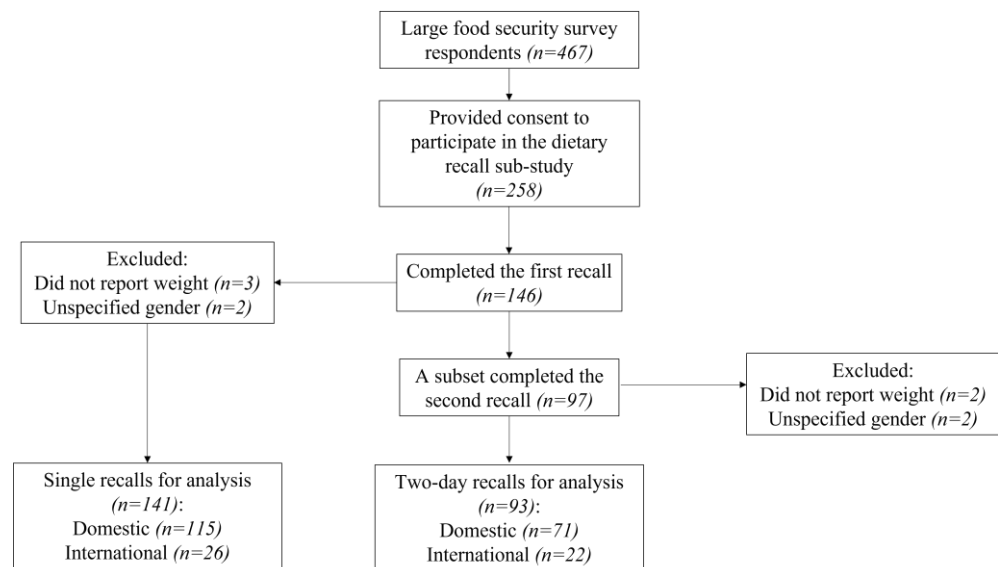 Large food security survey
respondents (n=467)
Provided consent to
participate in the dietary
recall sub-study
(n=258)
Excluded:
Did not report weight (n=3)
Unspecified gender (n=2)
Completed the first recall
(n=146)
A subset completed the
second recall (n=97)
Excluded:
Did not report weight (n=2)
Unspecified gender (n=2)
Single recalls for analysis
(n=141):
Domestic (n=115)
International (n=26)
Two-day recalls for analysis
(n=93):
Domestic (n=71)
International (n=22)